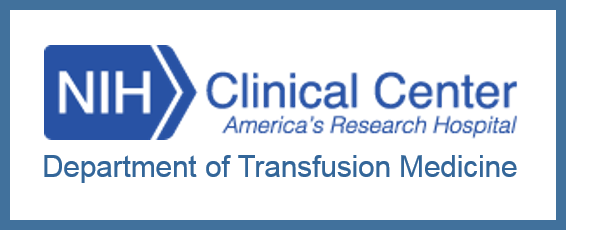 NIH Clinical Center
America's Research Hospital
Department of Transfusion Medicine